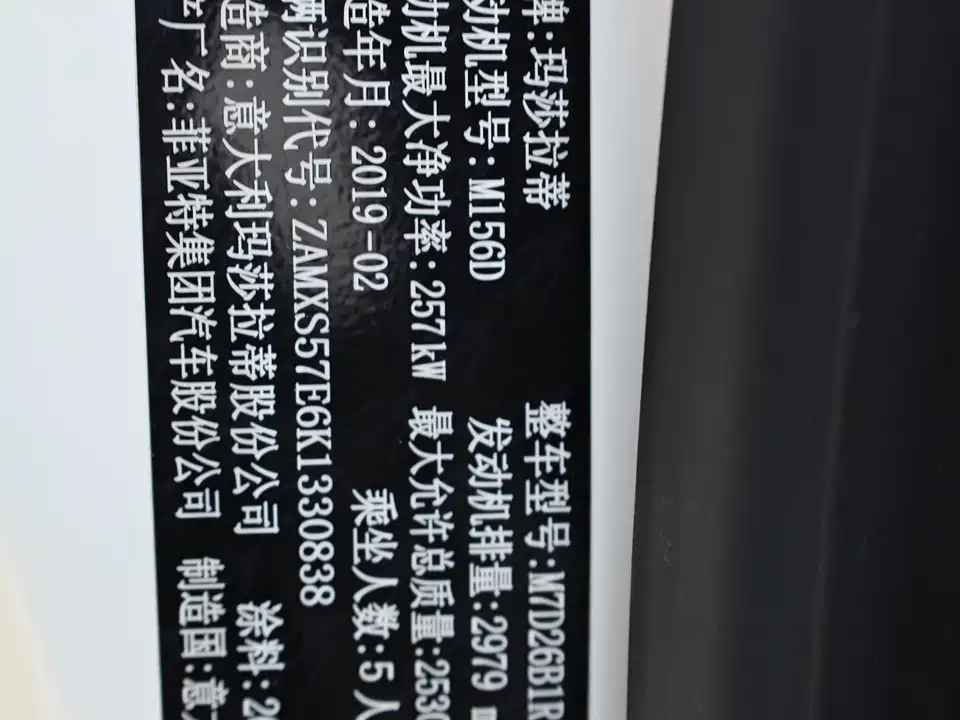 牌:玛莎拉蒂 整车型号:M7D26B1R
动机型号:M156D 发动机排量:2979
动机最大净功率:257kW 最大允许总质量:2530
造年月:2019-02 乘坐人数:5人
辆识别代号:ZAMXS57E6K1330838
造商:意大利玛莎拉蒂股份公司 涂料:
厂名:菲亚特集团汽车股份公司 制造国:意